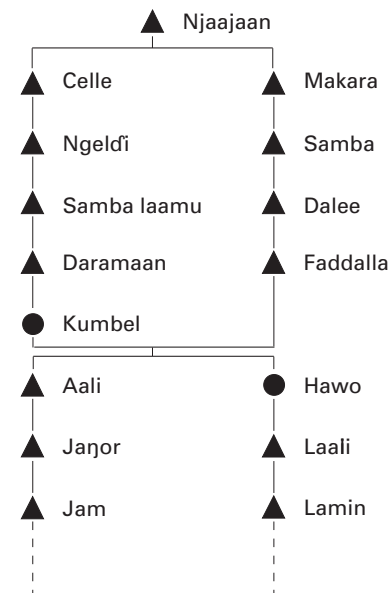 Njaajaan
Celle Makara
Ngelɗi Samba
Samba laamu Dalee
Daramaan Faddalla
Kumbel
Aali Hawo
Jaŋor Laali
Jam Lamin